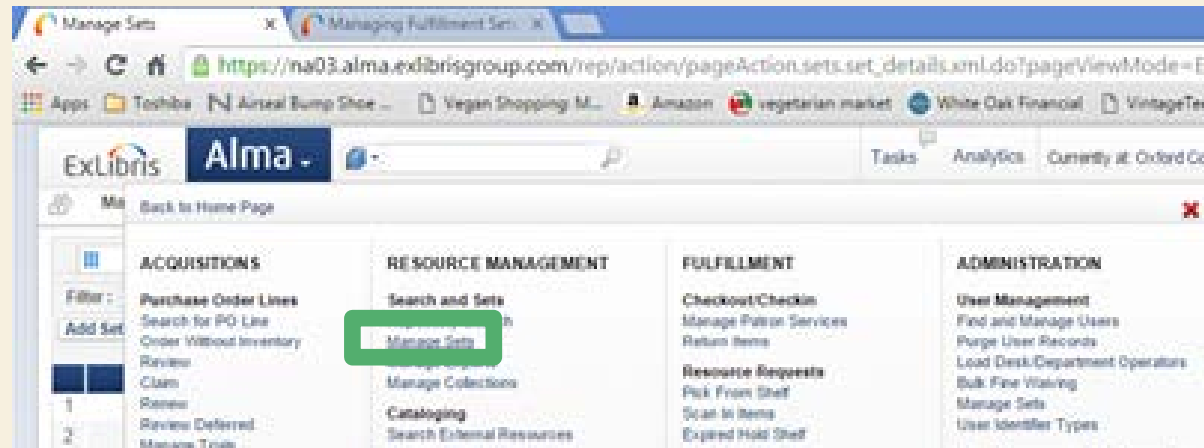 Manage Sets
Managing Fulfillment Sets
https://na03.alma.exlibrisgroup.com/rep/action/pageAction.sets.set_details.xml.do?pageViewMode=E
Apps Toshiba Airseal Bump Shoe ... Vegan Shopping: M... Amazon vegetarian market White Oak Financial VintageTe
ExLibris Alma Tasks Analytics Currently at: Oxford Co
Ma Back to Home Page
ACQUISITIONS RESOURCE MANAGEMENT FULFILLMENT ADMINISTRATION
Filter: Purchase Order Lines Search and Sets Checkout/Checkin User Management
Add Set Search for PO Line Manage Patron Services Find and Manage Users
Order Without Inventory Manage Sets Return Items Purge User Records
Review Resource Requests Load Desk/Department Operators
Claim Manage Collections Pick From Shelf Bulk Fine Waiving
1 Renew Cataloging Scan In Items Manage Sets
2 Review Deferred Search External Resources Expired Hold Shelf User Identifier Types
Manage Trials